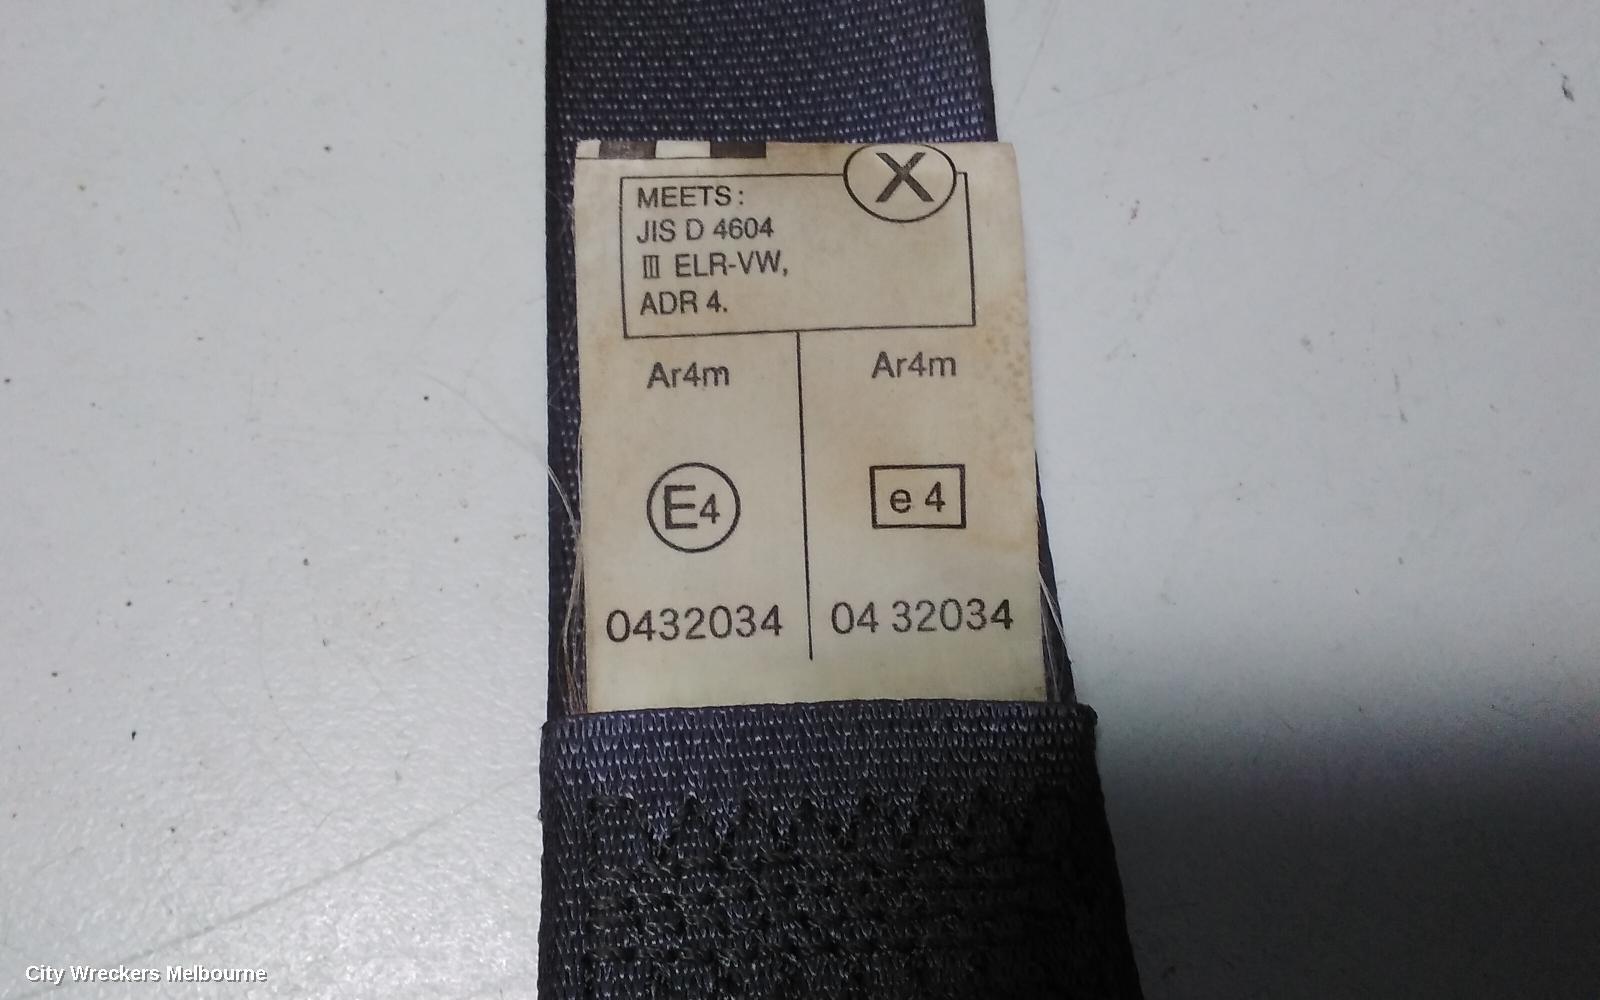 X
MEETS:
JIS D 4604
Ⅲ ELR-VW,
ADR 4.
Ar4m
E4
0432034
Ar4m
e 4
04 32034
City Wreckers Melbourne